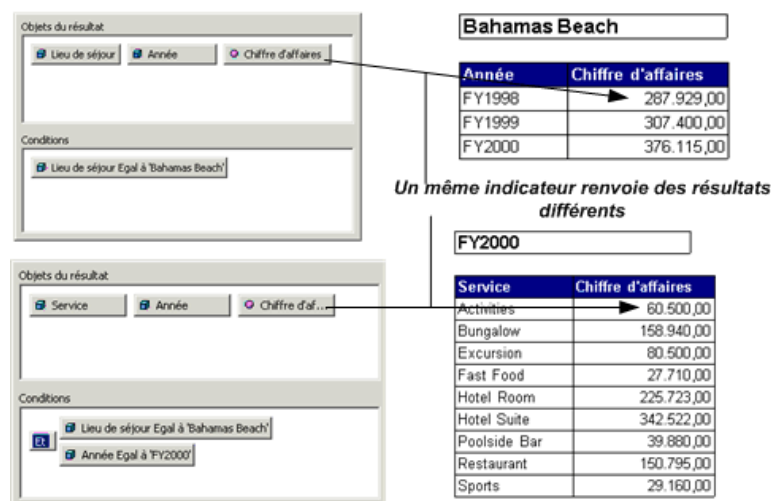 Objets du résultat
Lieu de séjour Année Chiffre d'affaires
Conditions
Lieu de séjour Egal à 'Bahamas Beach'
Bahamas Beach
Année Chiffre d'affaires
FY1998 287.929,00
FY1999 307.400,00
FY2000 376.115,00
Un même indicateur renvoie des résultats
différents
Objets du résultat
Service Année Chiffre d'af...
Conditions
Et
Lieu de séjour Egal à 'Bahamas Beach'
Année Egal à 'FY2000'
FY2000
Service Chiffre d'affaires
Activities 60.500,00
Bungalow 158.940,00
Excursion 80.500,00
Fast Food 27.710,00
Hotel Room 225.723,00
Hotel Suite 342.522,00
Poolside Bar 39.880,00
Restaurant 150.795,00
Sports 29.160,00